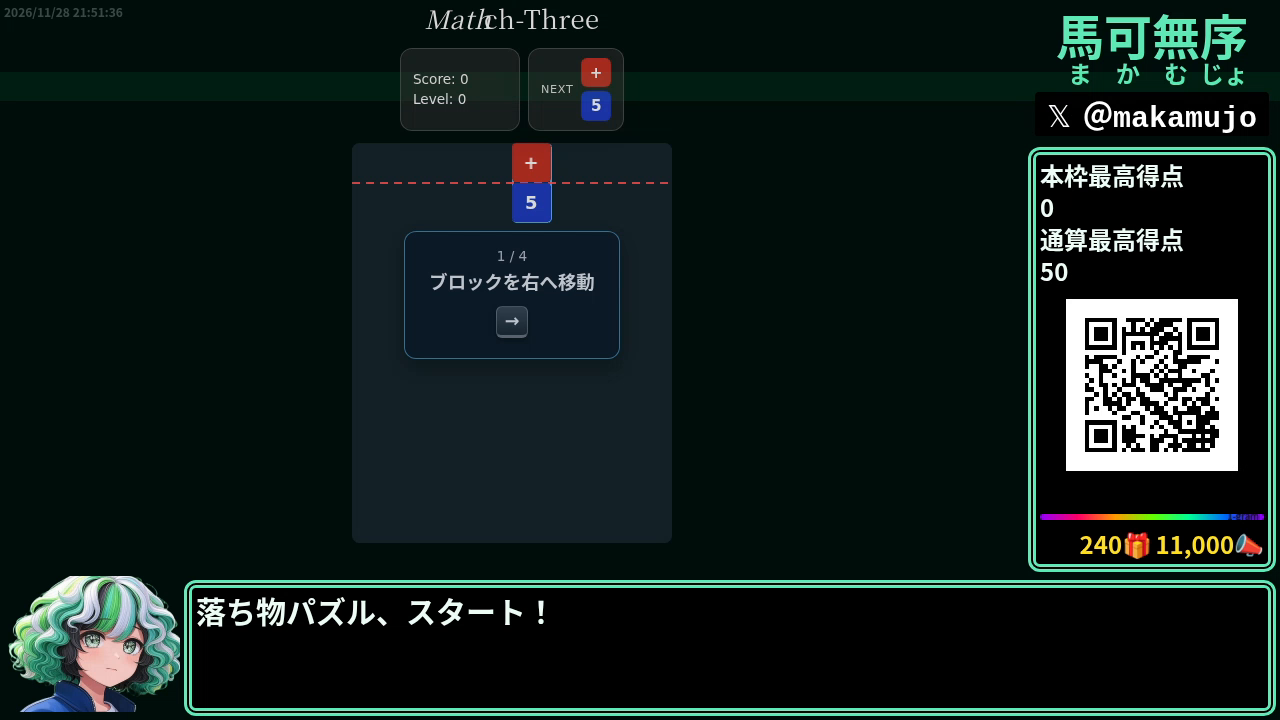 2026/11/28 21:51:36
Mathch-Three
Score: 0
Level: 0
NEXT
+
5
+
5
1 / 4
ブロックを右へ移動
→
馬可無序
まかむじょ
𝕏 @makamujo
本枠最高得点
0
通算最高得点
50
240🎁 11,000📣
落ち物パズル、スタート！